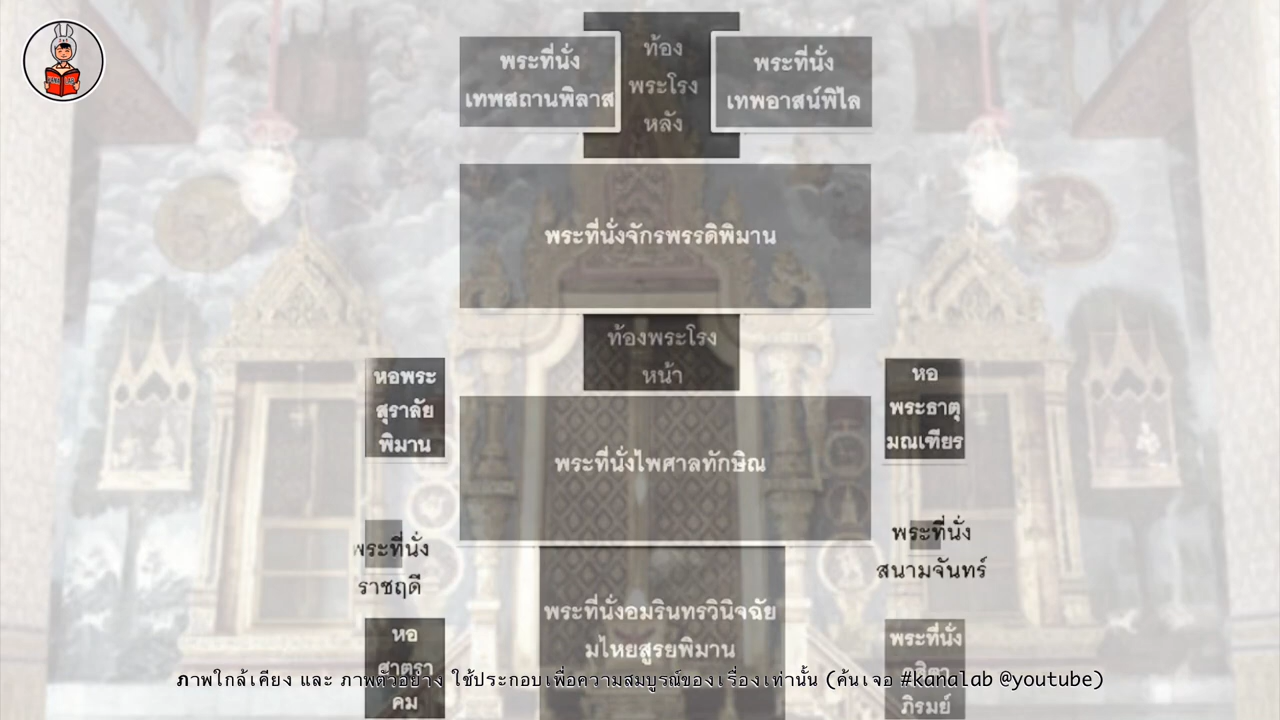 พระที่นั่ง
เทพสถานพิลาส
ท้อง
พระโรง
หลัง
พระที่นั่ง
เทพอาสน์พิไล
พระที่นั่งจักรพรรดิพิมาน
ท้องพระโรง
หน้า
หอพระ
สุราลัย
พิมาน
หอ
พระธาตุ
มณเฑียร
พระที่นั่งไพศาลทักษิณ
พระที่นั่ง
ราชฤดี
พระที่นั่ง
สนามจันทร์
พระที่นั่งอมรินทรวินิจฉัย
มไหยสูรยพิมาน
หอ
ศาตรา
คม
พระที่นั่ง
ดุสิตา
ภิรมย์
ภาพใกล้เคียง และ ภาพตัวอย่าง ใช้ประกอบเพื่อความสมบูรณ์ของเรื่องเท่านั้น (ค้นเจอ #kanalab @youtube)